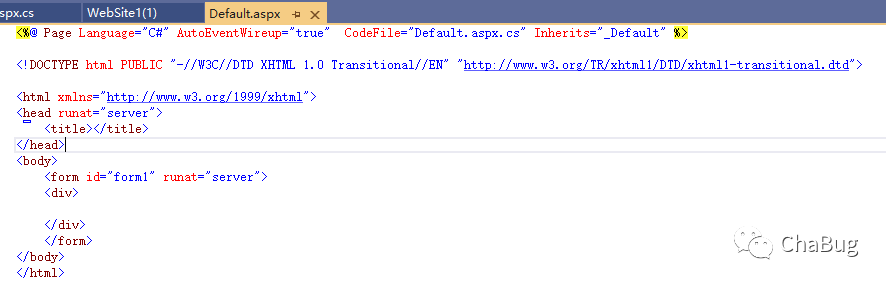 spx.cs WebSite1(1) Default.aspx
<%@ Page Language="C#" AutoEventWireup="true"  CodeFile="Default.aspx.cs" Inherits="_Default" %>
<!DOCTYPE html PUBLIC "-//W3C//DTD XHTML 1.0 Transitional//EN" "http://www.w3.org/TR/xhtml1/DTD/xhtml1-transitional.dtd">
<html xmlns="http://www.w3.org/1999/xhtml">
<head runat="server">
    <title></title>
</head>
<body>
    <form id="form1" runat="server">
    <div>
    </div>
    </form>
</body>
</html>
ChaBug